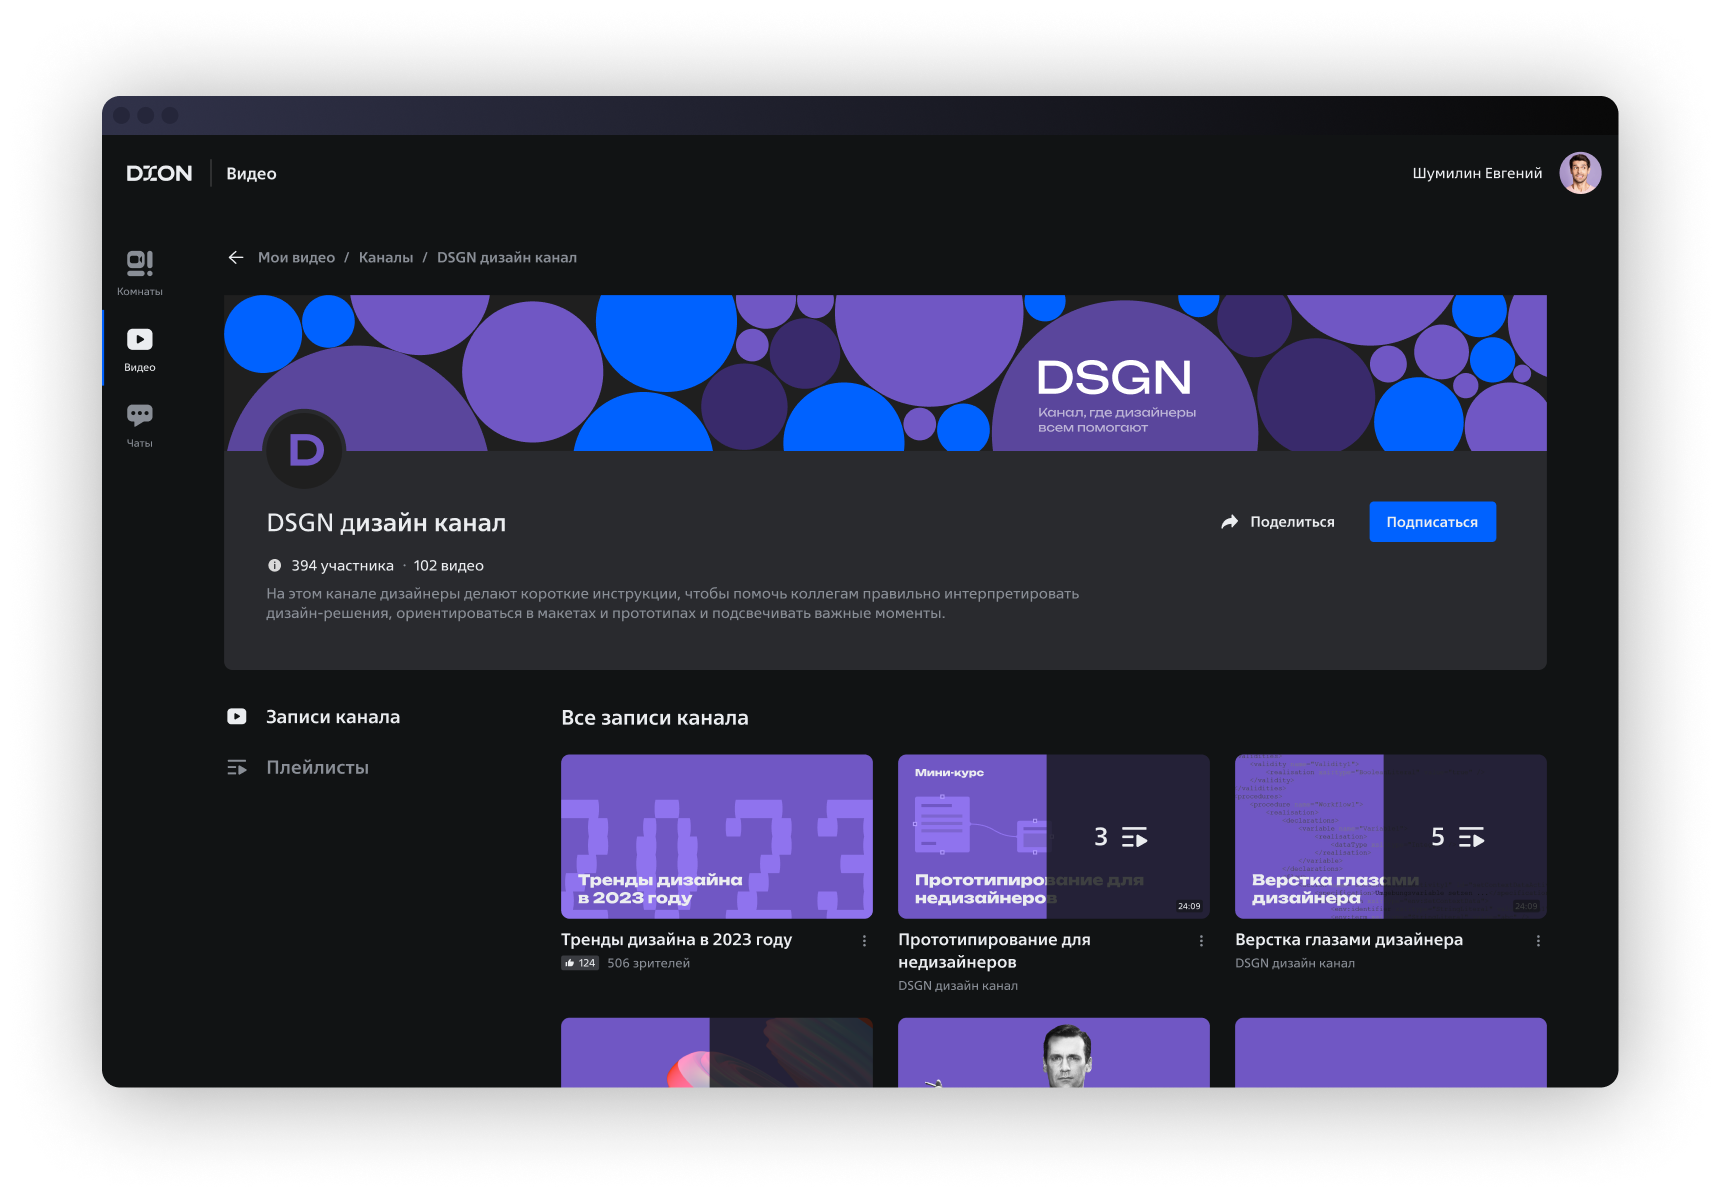 DION
Видео
Шумилин Евгений
Комнаты
Видео
Чаты
Мои видео / Каналы / DSGN дизайн канал
DSGN
Канал, где дизайнеры
всем помогают
D
DSGN дизайн канал
Поделиться
Подписаться
394 участника · 102 видео
На этом канале дизайнеры делают короткие инструкции, чтобы помочь коллегам правильно интерпретировать
дизайн-решения, ориентироваться в макетах и прототипах и подсвечивать важные моменты.
Записи канала
Плейлисты
Все записи канала
2023
Тренды дизайна
в 2023 году
Тренды дизайна в 2023 году
124 506 зрителей
Мини-курс
3
Прототипирование для
недизайнеров
24:09
Прототипирование для
недизайнеров
DSGN дизайн канал
5
Верстка глазами
дизайнера
24:09
Верстка глазами дизайнера
DSGN дизайн канал